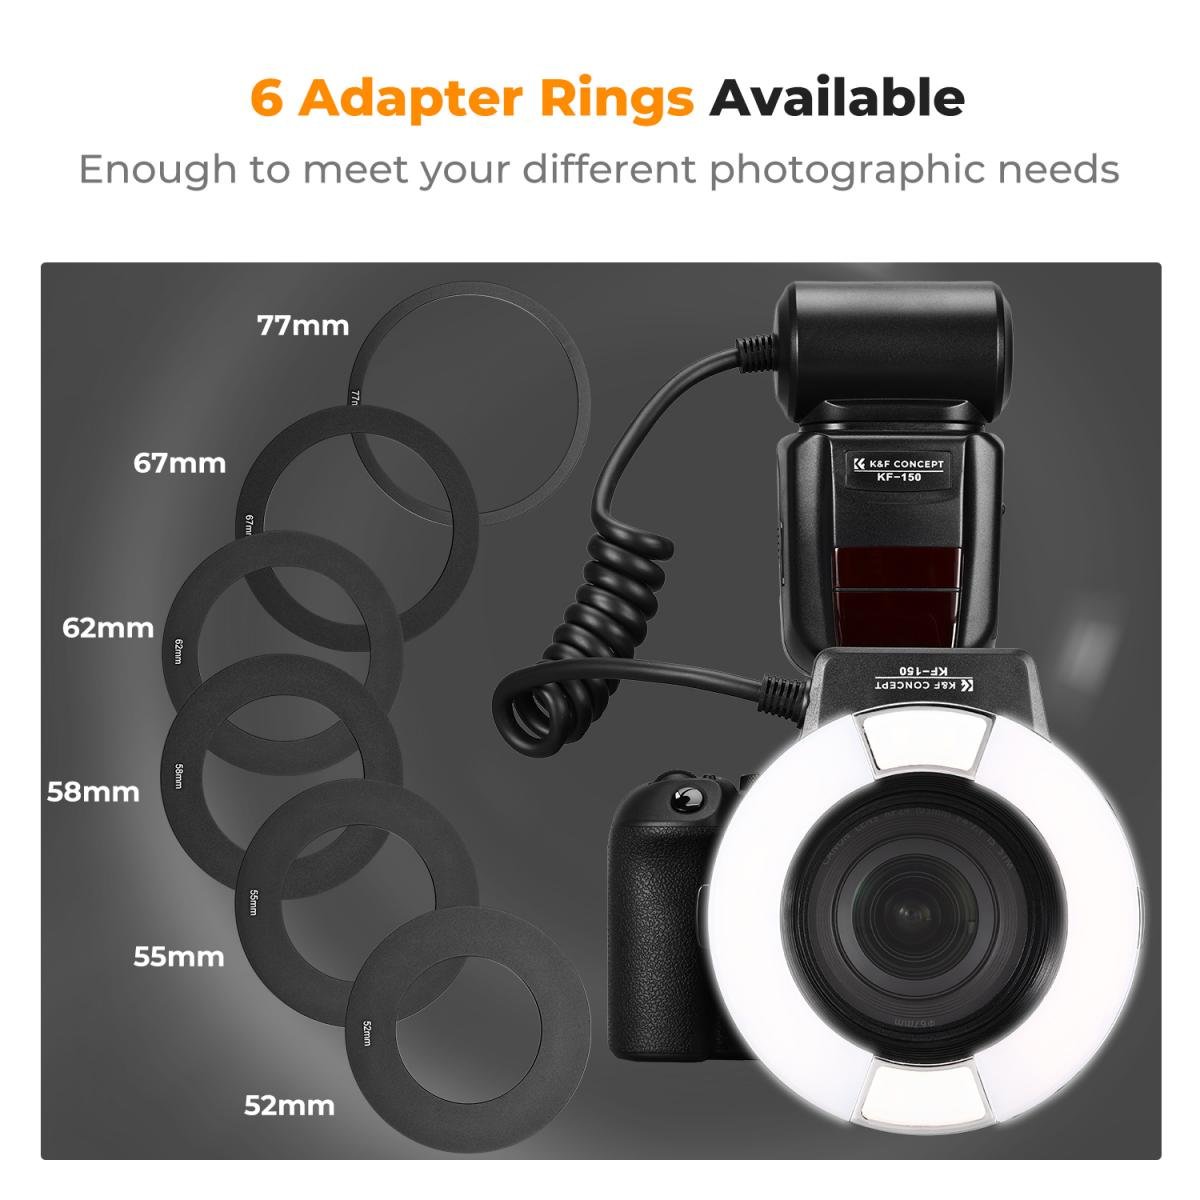 6 Adapter Rings Available
Enough to meet your different photographic needs
77mm
67mm
62mm
62mm
58mm
58mm
55mm
55mm
52mm
52mm
K&F CONCEPT
KF-150
K&F CONCEPT
KF-150
Φ67mm